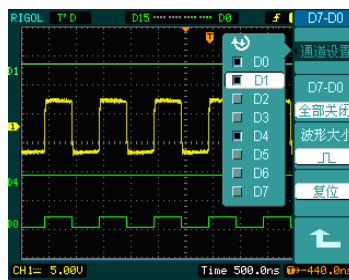 RIGOL T'D D15 D0 D7-D0
通道设置
D0
D1
D2
D3
D4
D5
D6
D7
D7-D0
全部关闭
波形大小
复位
D1
1
D4
D0
CH1 5.00V Time 500.0ns T→-440.0ns